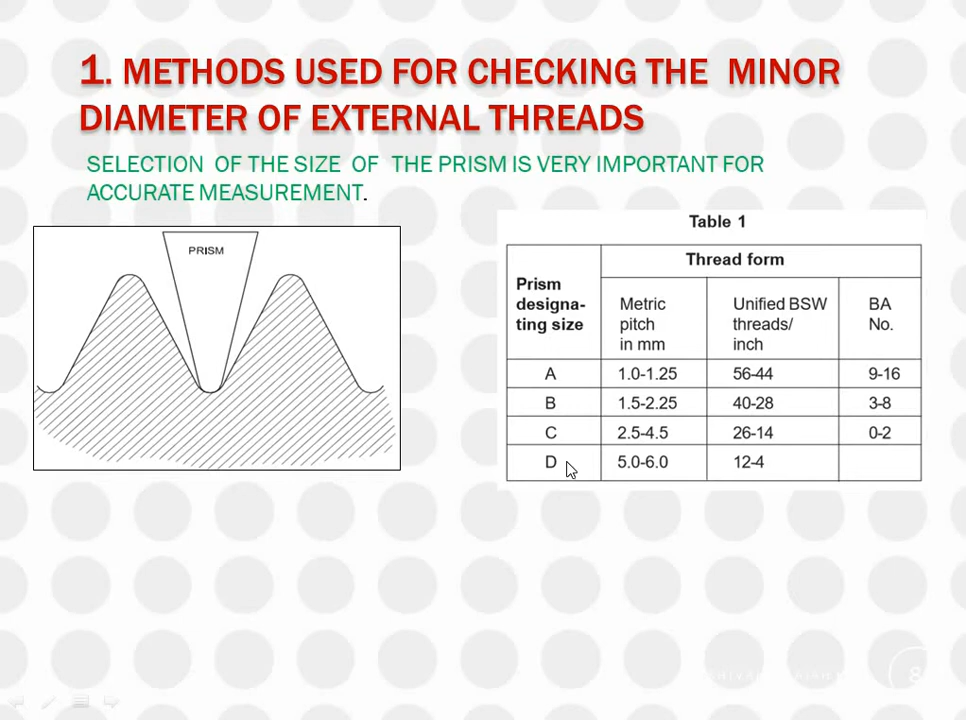 1. METHODS USED FOR CHECKING THE MINOR
DIAMETER OF EXTERNAL THREADS
SELECTION OF THE SIZE OF THE PRISM IS VERY IMPORTANT FOR
ACCURATE MEASUREMENT.
PRISM
Table 1
Prism designa-ting size | Thread form
Metric pitch in mm | Unified BSW threads/ inch | BA No.
A 1.0-1.25 56-44 9-16
B 1.5-2.25 40-28 3-8
C 2.5-4.5 26-14 0-2
D 5.0-6.0 12-4
8